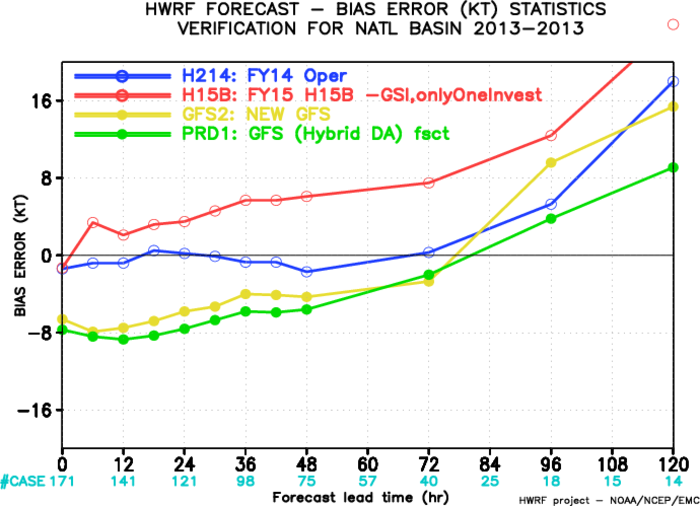 HWRF FORECAST – BIAS ERROR (KT) STATISTICS
VERIFICATION FOR NATL BASIN 2013–2013
H214: FY14 Oper
H15B: FY15 H15B –GSI,onlyOneInvest
GFS2: NEW GFS
PRD1: GFS (Hybrid DA) fsct
BIAS ERROR (KT)
16
8
0
–8
–16
0 12 24 36 48 60 72 84 96 108 120
#CASE 171 141 121 98 75 57 40 25 18 15 14
Forecast lead time (hr)
HWRF project – NOAA/NCEP/EMC